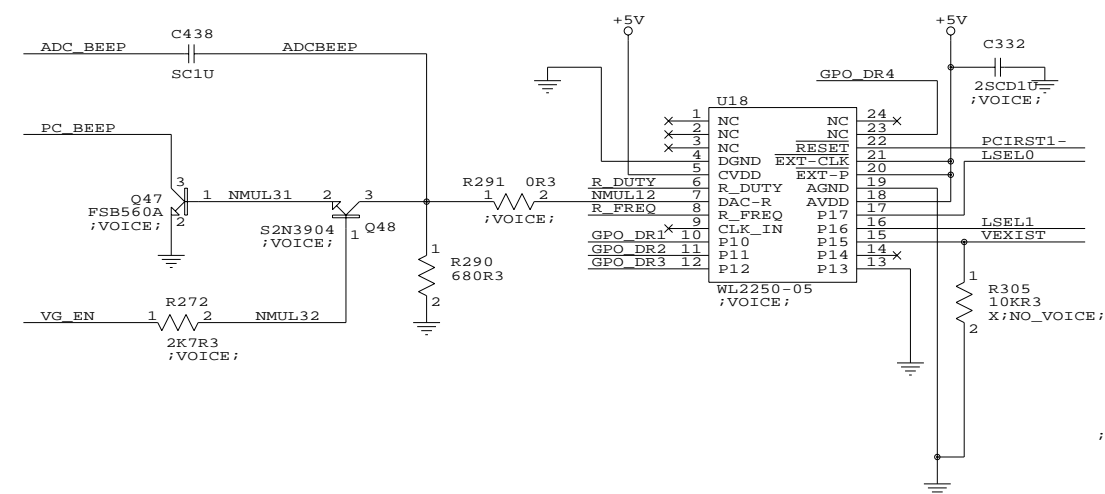 +5V
+5V
C438
ADC_BEEP
ADCBEEP
SC1U
C332
2SCD1U
;VOICE;
GPO_DR4
PC_BEEP
U18
1 NC
2 NC
3 NC
4 DGND
5 CVDD
6 R_DUTY
7 DAC-R
8 R_FREQ
9 CLK_IN
10 P10
11 P11
12 P12
NC 24
NC 23
RESET 22
EXT-CLK 21
EXT-P 20
AGND 19
AVDD 18
P17 17
P16 16
P15 15
P14 14
P13 13
WL2250-05
;VOICE;
PCIRST1-
LSEL0
LSEL1
VEXIST
R_DUTY
NMUL12
R_FREQ
GPO_DR1
GPO_DR2
GPO_DR3
R291 0R3
1 2
;VOICE;
3
Q47 1
FSB560A
;VOICE; 2
NMUL31
2 3
S2N3904 Q48
;VOICE; 1
1
R290
680R3
2
R272
VG_EN 1 2 NMUL32
2K7R3
;VOICE;
1
R305
10KR3
X;NO_VOICE;
2
;